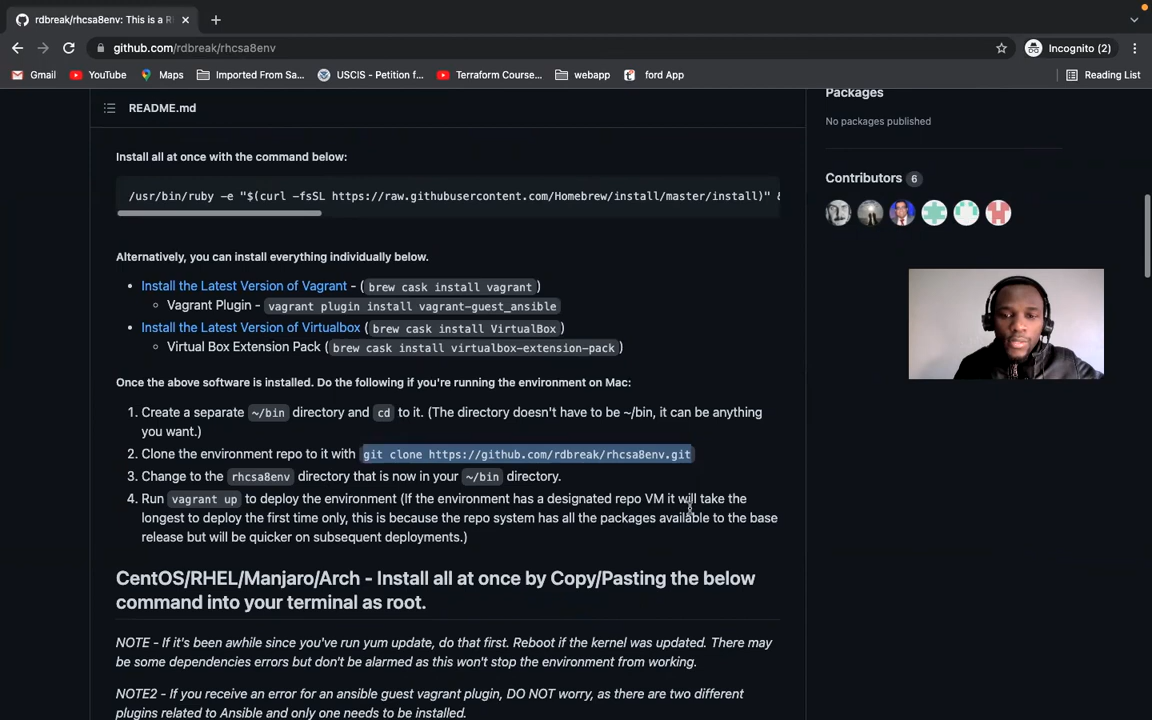 rdbreak/rhcsa8env: This is a R
github.com/rdbreak/rhcsa8env
Incognito (2)
Gmail
YouTube
Maps
Imported From Sa...
USCIS - Petition f...
Terraform Course...
webapp
ford App
Reading List
README.md
Install all at once with the command below:
/usr/bin/ruby -e "$(curl -fsSL https://raw.githubusercontent.com/Homebrew/install/master/install)" &
Alternatively, you can install everything individually below.
• Install the Latest Version of Vagrant - ( brew cask install vagrant )
◦ Vagrant Plugin - vagrant plugin install vagrant-guest_ansible
• Install the Latest Version of Virtualbox ( brew cask install VirtualBox )
◦ Virtual Box Extension Pack ( brew cask install virtualbox-extension-pack )
Once the above software is installed. Do the following if you're running the environment on Mac:
1. Create a separate ~/bin directory and cd to it. (The directory doesn't have to be ~/bin, it can be anything
you want.)
2. Clone the environment repo to it with git clone https://github.com/rdbreak/rhcsa8env.git
3. Change to the rhcsa8env directory that is now in your ~/bin directory.
4. Run vagrant up to deploy the environment (If the environment has a designated repo VM it will take the
longest to deploy the first time only, this is because the repo system has all the packages available to the base
release but will be quicker on subsequent deployments.)
CentOS/RHEL/Manjaro/Arch - Install all at once by Copy/Pasting the below
command into your terminal as root.
NOTE - If it's been awhile since you've run yum update, do that first. Reboot if the kernel was updated. There may
be some dependencies errors but don't be alarmed as this won't stop the environment from working.
NOTE2 - If you receive an error for an ansible guest vagrant plugin, DO NOT worry, as there are two different
plugins related to Ansible and only one needs to be installed.
Packages
No packages published
Contributors 6